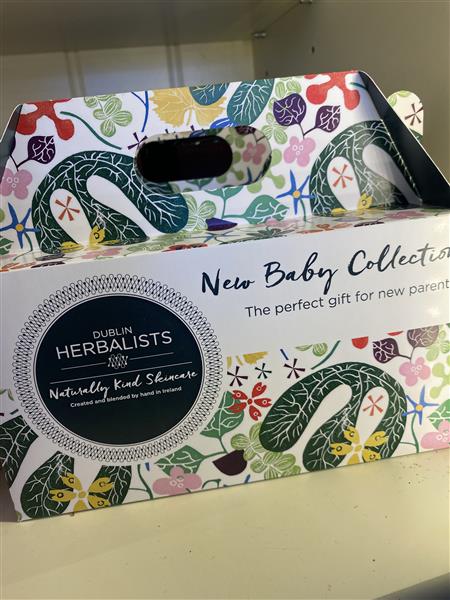 New Baby Collection
The perfect gift for new parent
DUBLIN
HERBALISTS
Naturally Kind Skincare
Created and blended by hand in Ireland